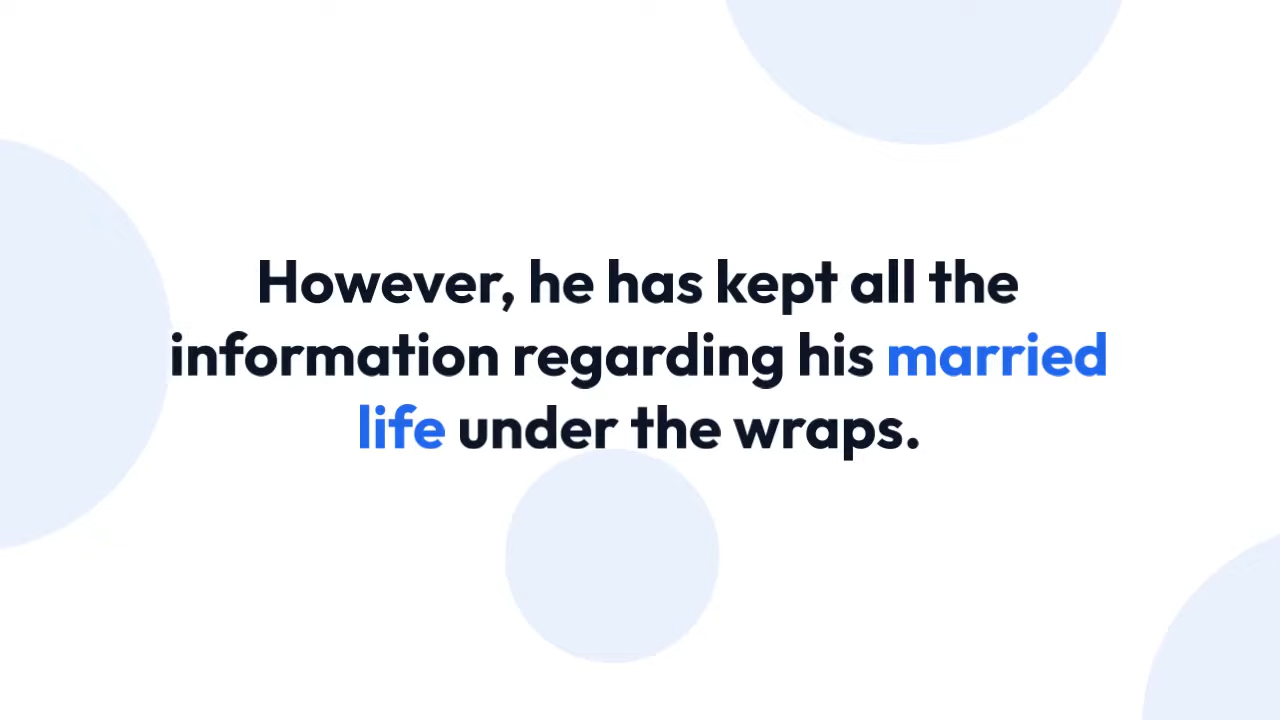 However, he has kept all the
information regarding his married
life under the wraps.